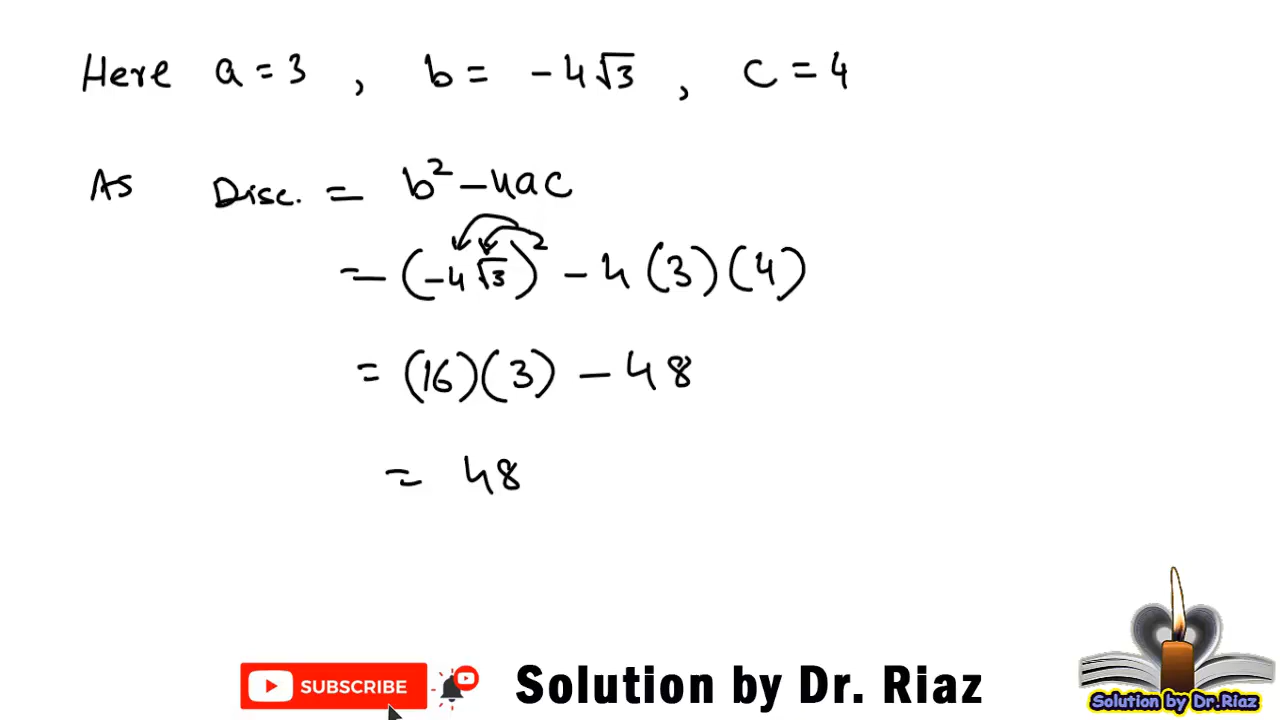 Here a = 3 , b = -4√3 , c = 4
As Disc. = b² - 4ac
= (-4√3)² - 4(3)(4)
= (16)(3) - 48
= 48
SUBSCRIBE
Solution by Dr. Riaz
Solution by Dr.Riaz